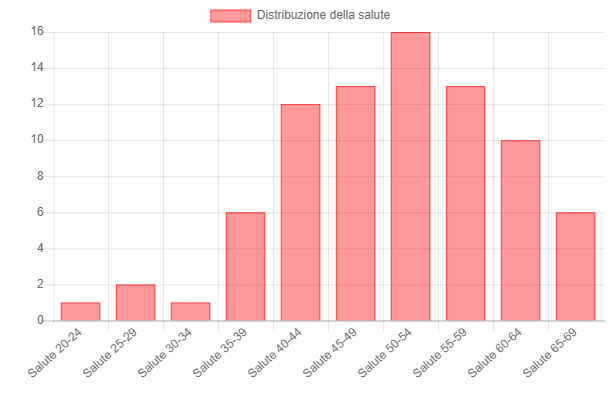 Distribuzione della salute
16
14
12
10
8
6
4
2
0
Salute 20-24
Salute 25-29
Salute 30-34
Salute 35-39
Salute 40-44
Salute 45-49
Salute 50-54
Salute 55-59
Salute 60-64
Salute 65-69